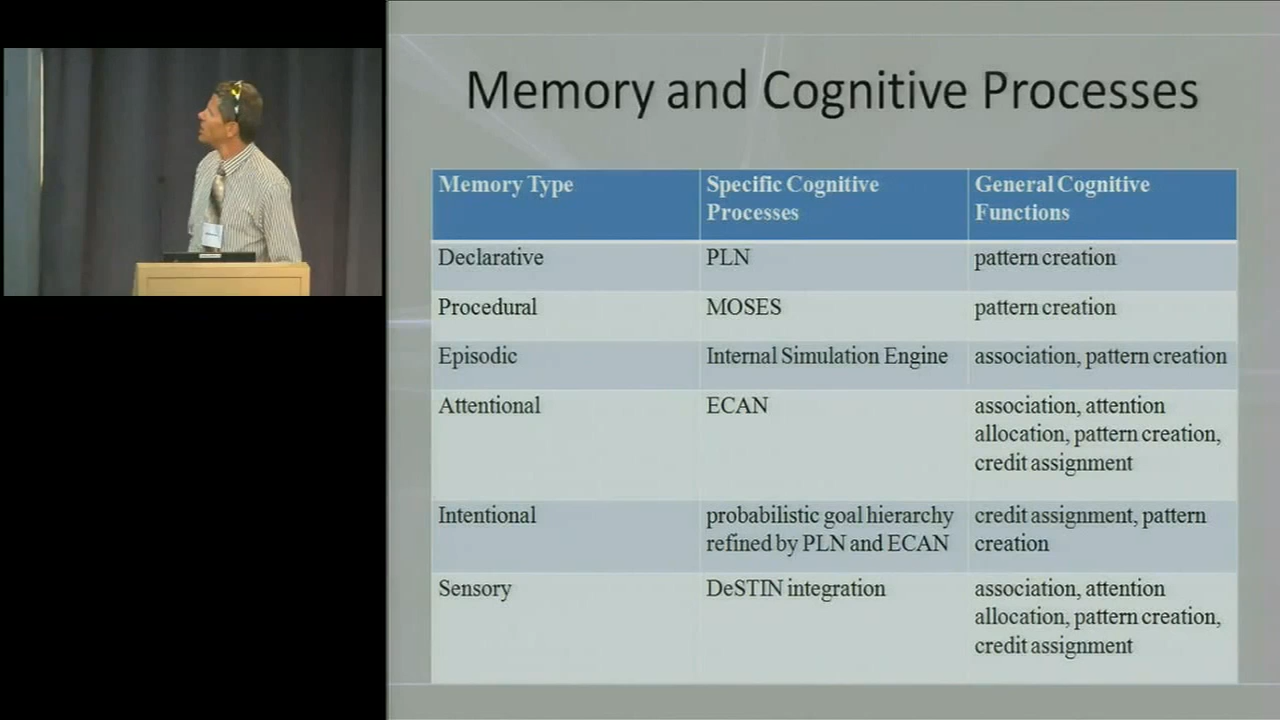 Memory and Cognitive Processes
Memory Type
Specific Cognitive
Processes
General Cognitive
Functions
Declarative
PLN
pattern creation
Procedural
MOSES
pattern creation
Episodic
Internal Simulation Engine
association, pattern creation
Attentional
ECAN
association, attention
allocation, pattern creation,
credit assignment
Intentional
probabilistic goal hierarchy
refined by PLN and ECAN
credit assignment, pattern
creation
Sensory
DeSTIN integration
association, attention
allocation, pattern creation,
credit assignment